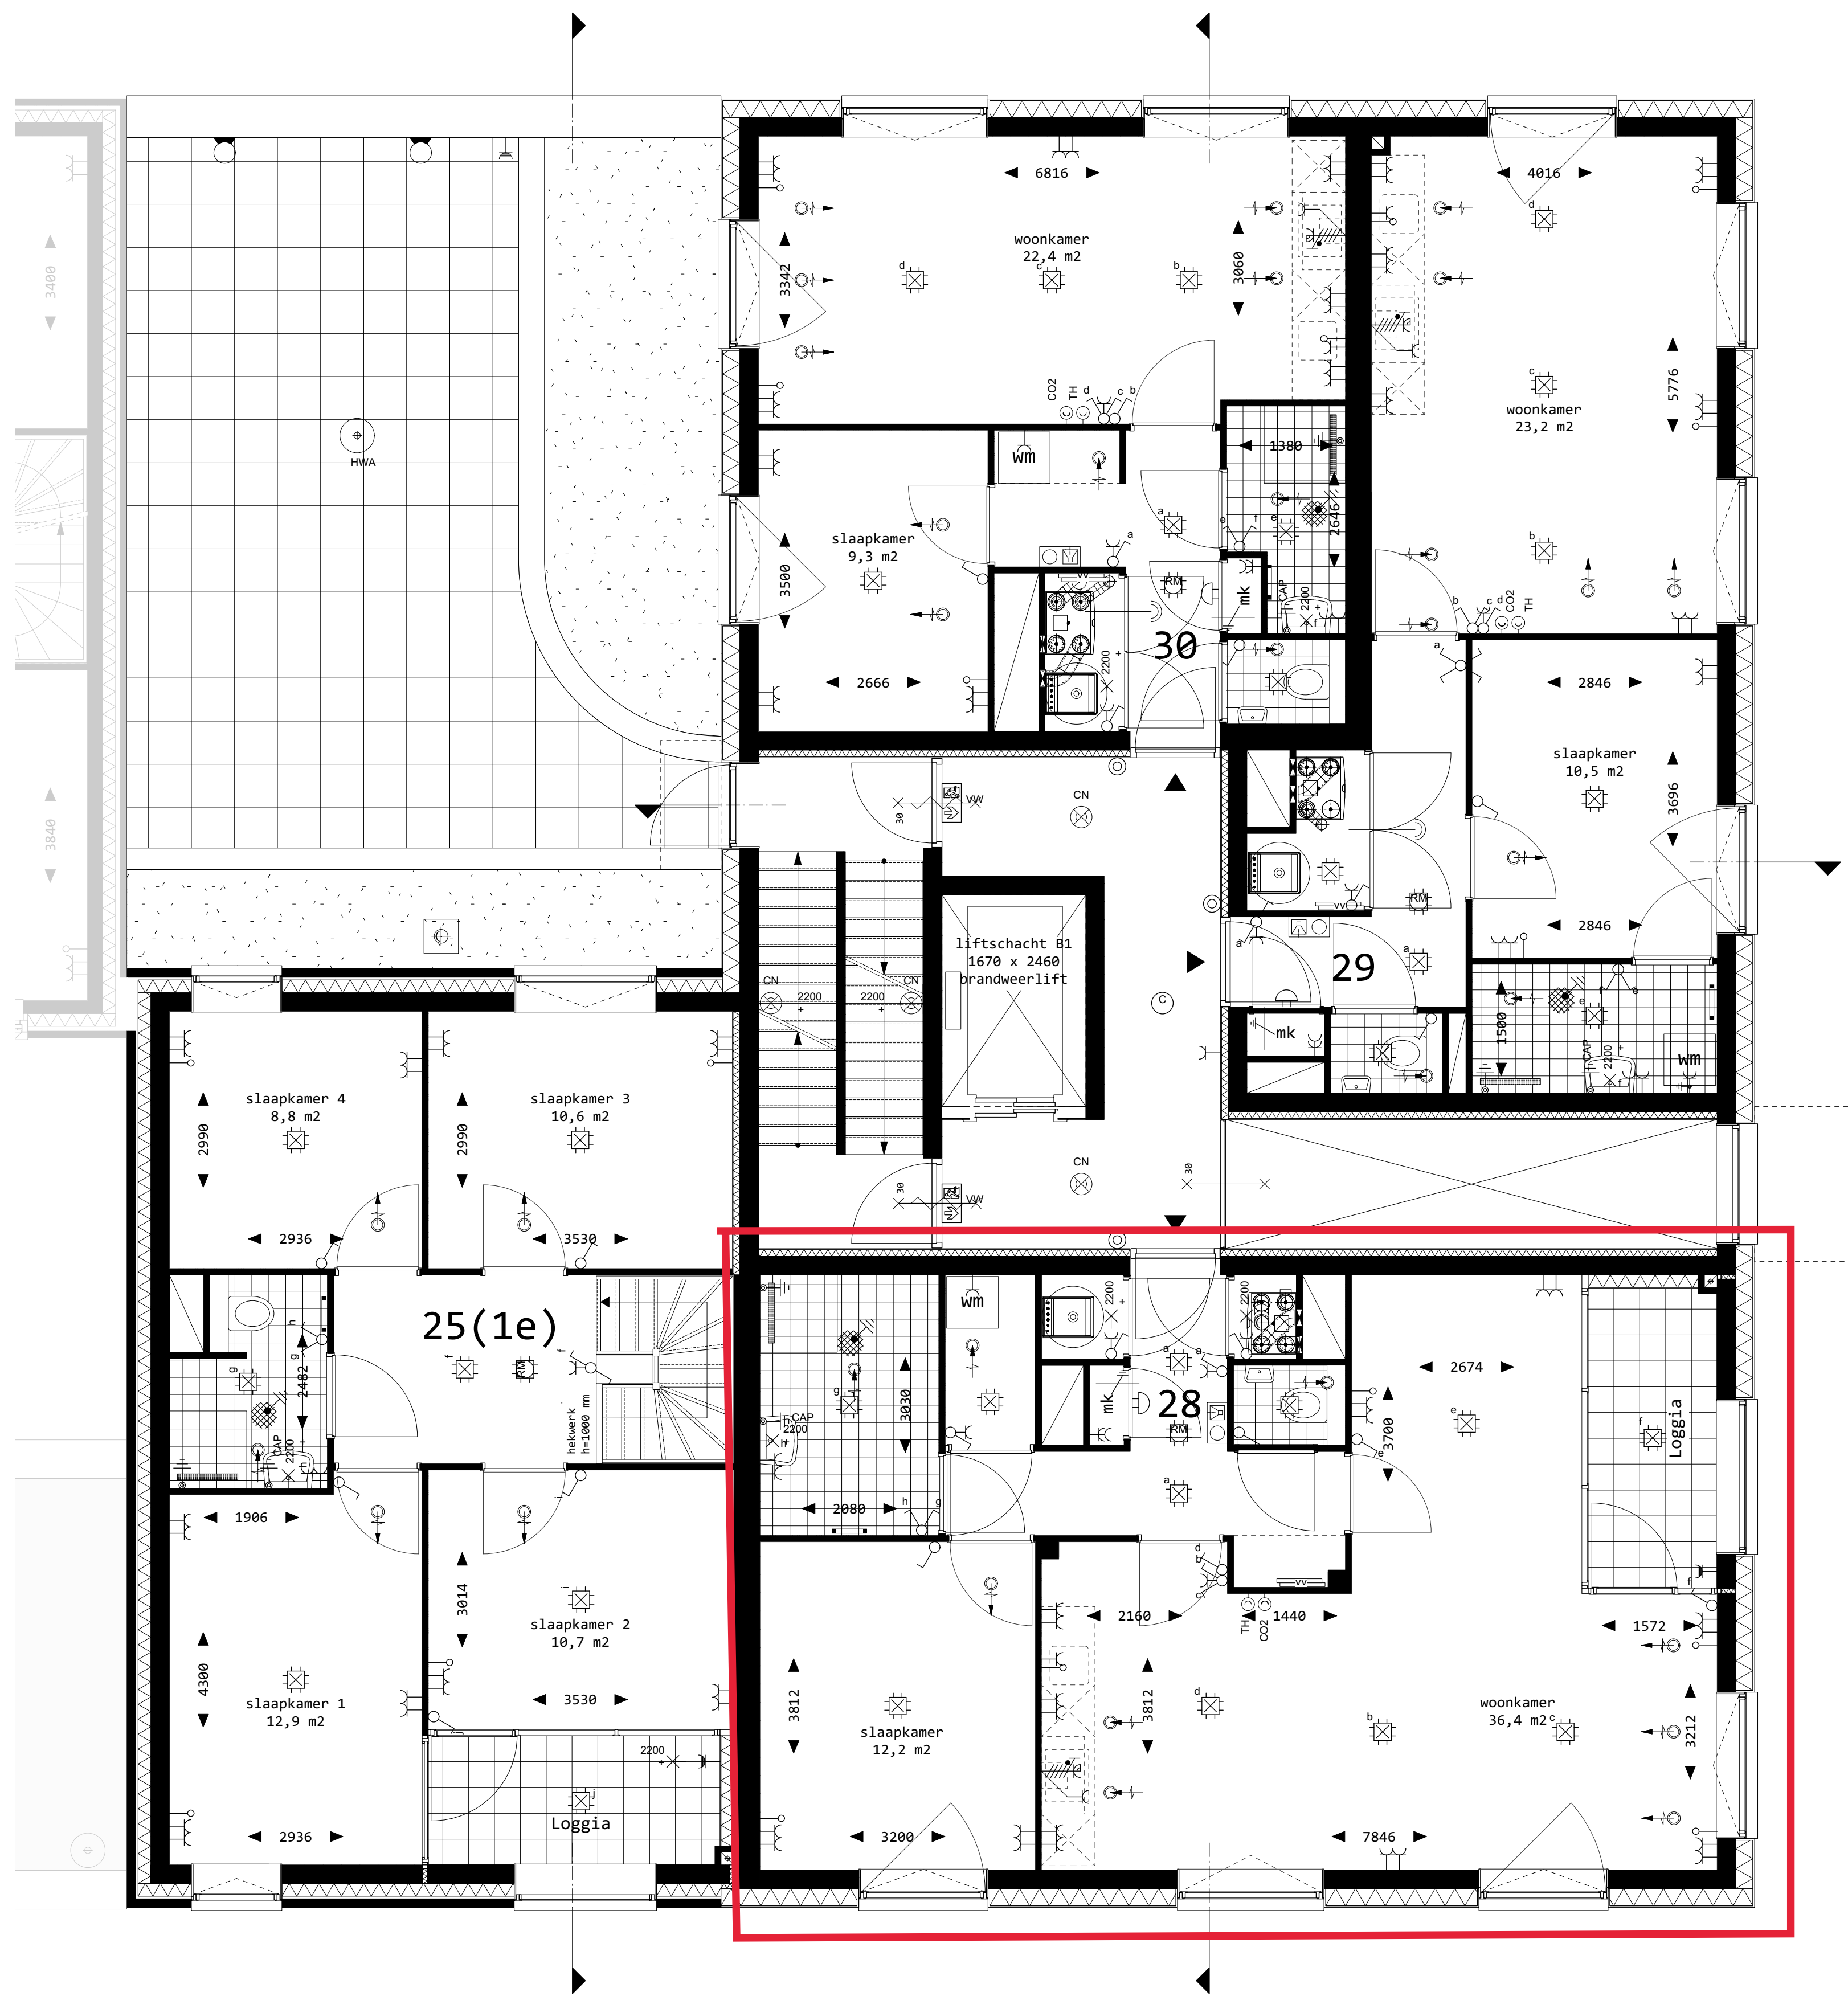 6816
4016
d
woonkamer
22,4 m2
3400
3342
3060
d
c
b
5776
c
woonkamer
23,2 m2
CO2
TH
d
c
b
HWA
wm
1380
slaapkamer
9,3 m2
a
e
f
e
2646
b
3500
a
vv
RM
mk
CAP
2200
f
b
c
d
CO2
TH
30
2200
a
2666
2846
slaapkamer
10,5 m2
3696
3840
30
VW
CN
RM
vv
2846
liftschacht B1
1670 x 2460
brandweerlift
a
29
a
CN
2200
2200
CN
C
f
e
e
1500
mk
CAP
2200
f
wm
slaapkamer 4
8,8 m2
slaapkamer 3
10,6 m2
2990
2990
CN
30
30
VW
2936
3530
25(1e)
wm
2200
2200
h
g
g
2482
f
RM
f
a
a
2674
g
3030
mk
28
RM
3700
e
f
Loggia
hekwerk
h=1000 mm
CAP
2200
h
CAP
2200
h
e
a
2080
h
g
1906
d
b
c
vv
i
3014
i
2160
1440
TH
CO2
f
1572
slaapkamer 2
10,7 m2
4300
3812
3812
d
3212
slaapkamer 1
12,9 m2
3530
slaapkamer
12,2 m2
b
woonkamer
36,4 m2
c
j
2200
j
Loggia
2936
3200
7846